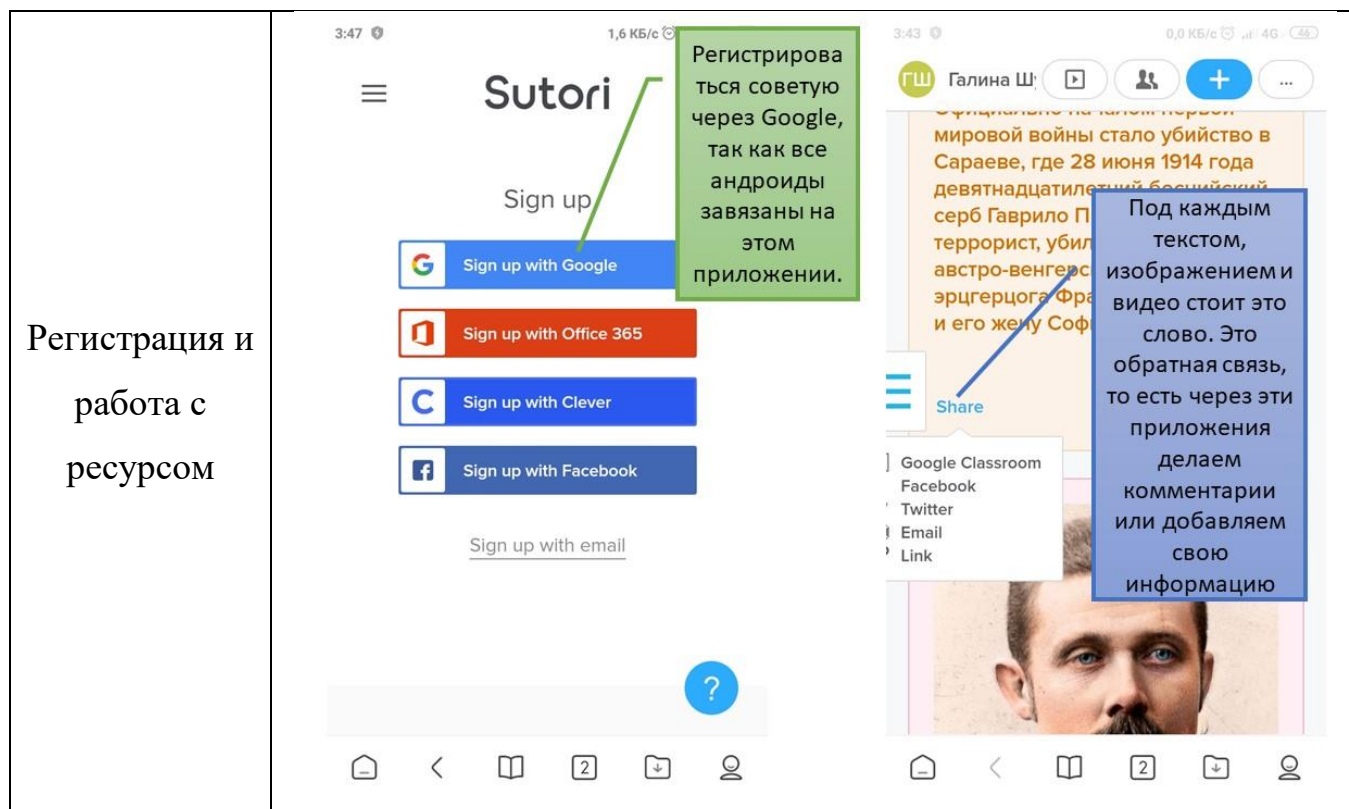 Регистрация и
работа с
ресурсом
3:47
1,6 КБ/с
Sutori
Sign up
Sign up with Google
Sign up with Office 365
Sign up with Clever
Sign up with Facebook
Sign up with email
?
2
Регистрирова
ться советую
через Google,
так как все
андроиды
завязаны на
этом
приложении.
3:43
0,0 КБ/с 4G 46
ГШ Галина Шу
+
...
мировой войны стало убийство в
Сараеве, где 28 июня 1914 года
девятнадцатилетний боснийский
серб Гаврило П
террорист, убил
австро-венгерс
эрцгерцога Фра
и его жену Соф
Share
Google Classroom
Facebook
Twitter
Email
Link
Под каждым
текстом,
изображением и
видео стоит это
слово. Это
обратная связь,
то есть через эти
приложения
делаем
комментарии
или добавляем
свою
информацию
2